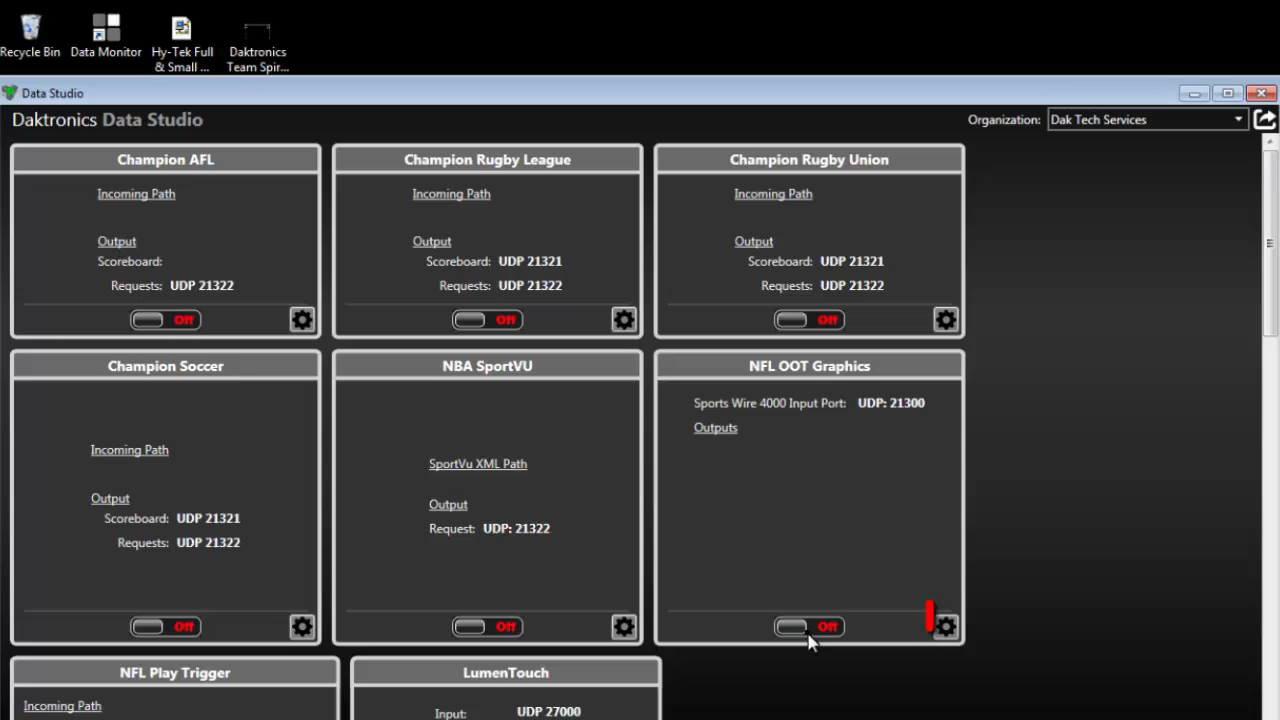 Recycle Bin
Data Monitor
Hy-Tek Full
& Small ...
Daktronics
Team Spir...
Data Studio
Daktronics Data Studio
Organization: Dak Tech Services
Champion AFL
Incoming Path
Output
Scoreboard:
Requests: UDP 21322
Off
Champion Rugby League
Incoming Path
Output
Scoreboard: UDP 21321
Requests: UDP 21322
Off
Champion Rugby Union
Incoming Path
Output
Scoreboard: UDP 21321
Requests: UDP 21322
Off
Champion Soccer
Incoming Path
Output
Scoreboard: UDP 21321
Requests: UDP 21322
Off
NBA SportVU
SportVu XML Path
Output
Request: UDP: 21322
Off
NFL OOT Graphics
Sports Wire 4000 Input Port: UDP: 21300
Outputs
Off
NFL Play Trigger
Incoming Path
LumenTouch
Input: UDP 27000